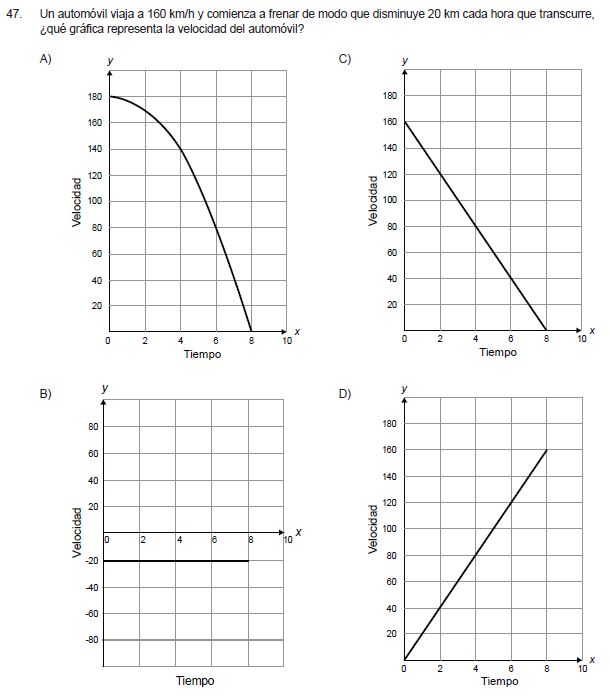 47. Un automóvil viaja a 160 km/h y comienza a frenar de modo que disminuye 20 km cada hora que transcurre,
¿qué gráfica representa la velocidad del automóvil?
A)
y
180
160
140
120
100
80
60
40
20
Velocidad
0 2 4 6 8 10 x
Tiempo
C)
y
180
160
140
120
100
80
60
40
20
Velocidad
0 2 4 6 8 10 x
Tiempo
B)
y
80
60
40
20
Velocidad
0 2 4 6 8 10 x
-20
-40
-60
-80
Tiempo
D)
y
180
160
140
120
100
80
60
40
20
Velocidad
0 2 4 6 8 10 x
Tiempo